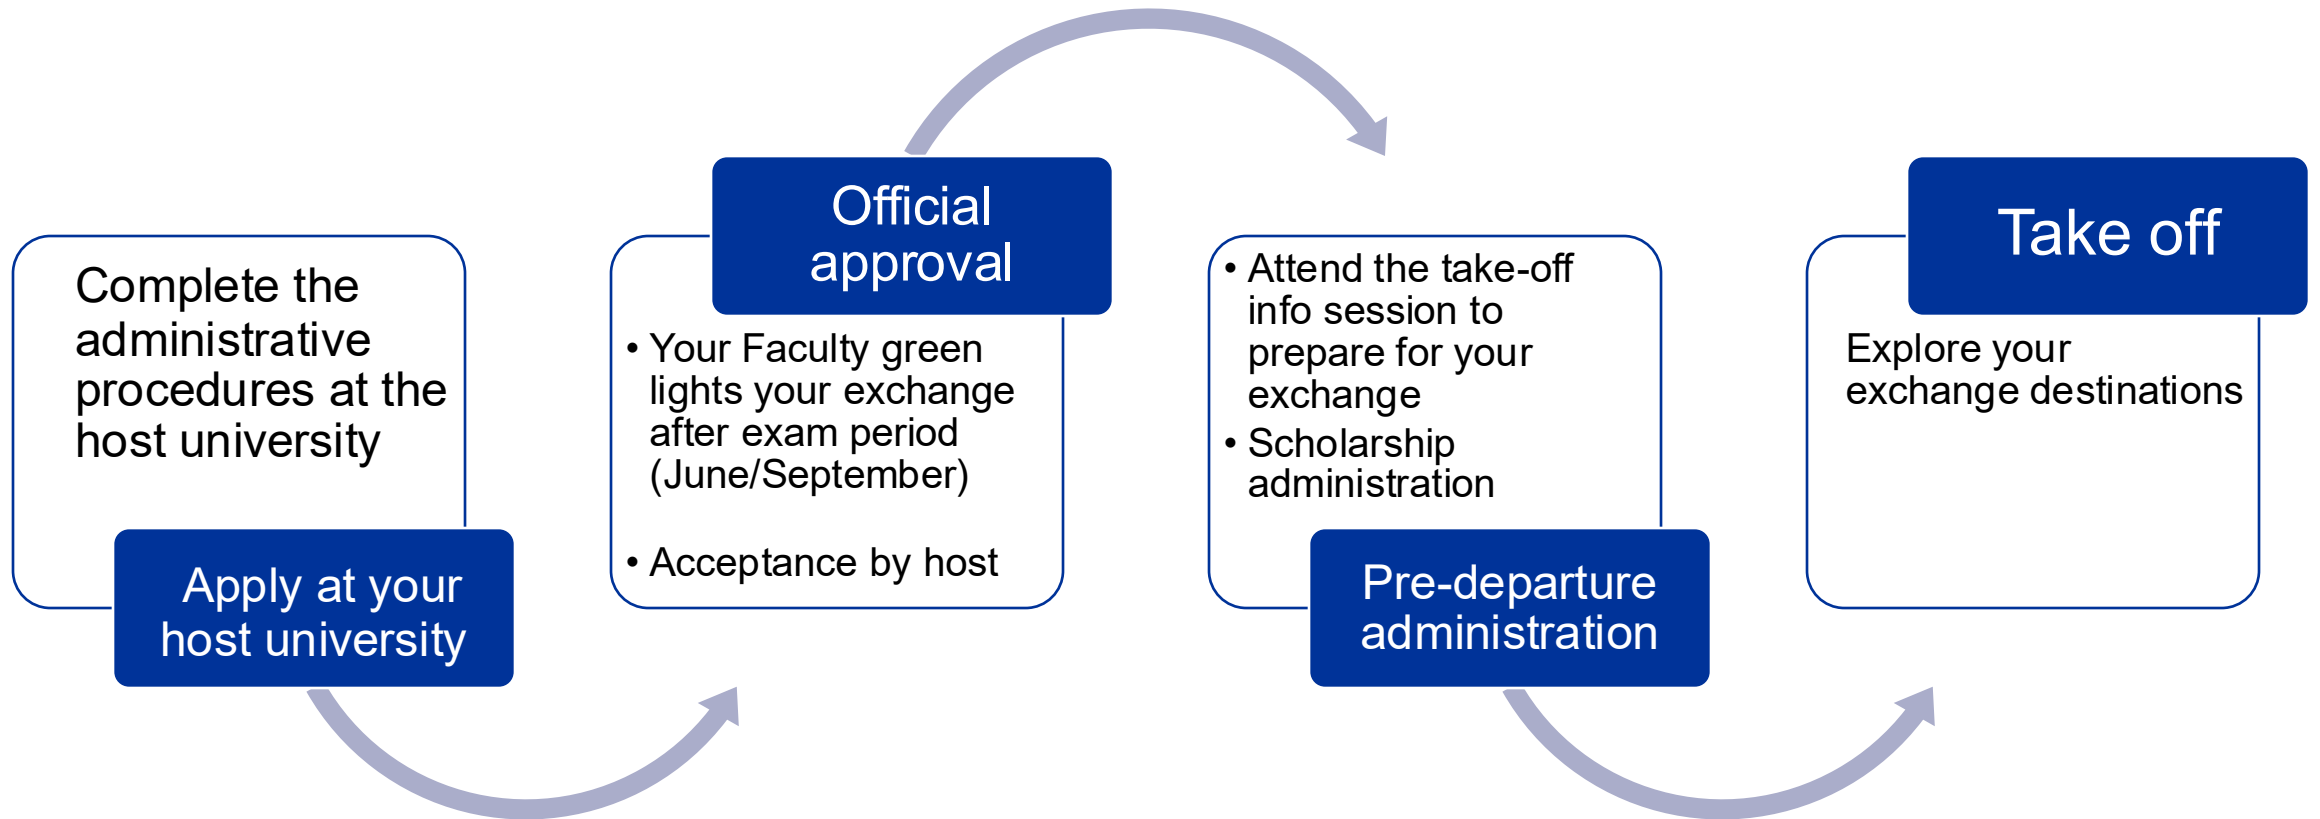 Complete the
administrative
procedures at the
host university
Apply at your
host university
Official
approval
• Your Faculty green
lights your exchange
after exam period
(June/September)
• Acceptance by host
• Attend the take-off
info session to
prepare for your
exchange
• Scholarship
administration
Pre-departure
administration
Take off
Explore your
exchange destinations